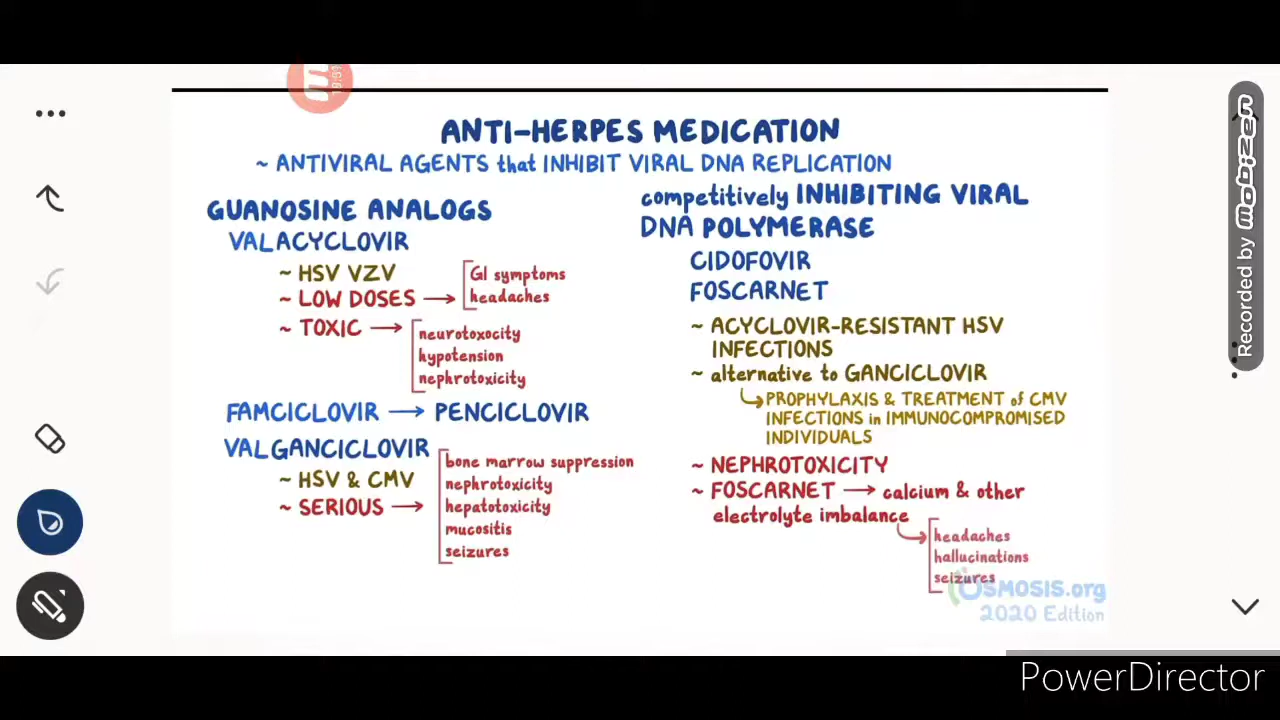 ANTI-HERPES MEDICATION
~ ANTIVIRAL AGENTS that INHIBIT VIRAL DNA REPLICATION
GUANOSINE ANALOGS
VALACYCLOVIR
~ HSV VZV
~ LOW DOSES → GI symptoms
headaches
~ TOXIC → neurotoxocity
hypotension
nephrotoxicity
FAMCICLOVIR → PENCICLOVIR
VALGANCICLOVIR
~ HSV & CMV
~ SERIOUS → bone marrow suppression
nephrotoxicity
hepatotoxicity
mucositis
seizures
competitively INHIBITING VIRAL
DNA POLYMERASE
CIDOFOVIR
FOSCARNET
~ ACYCLOVIR-RESISTANT HSV
INFECTIONS
~ alternative to GANCICLOVIR
PROPHYLAXIS & TREATMENT of CMV
INFECTIONS in IMMUNOCOMPROMISED
INDIVIDUALS
~ NEPHROTOXICITY
~ FOSCARNET → calcium & other
electrolyte imbalance
headaches
hallucinations
seizures
OSMOSIS.org
2020 Edition
Recorded by MOBIZEN
PowerDirector